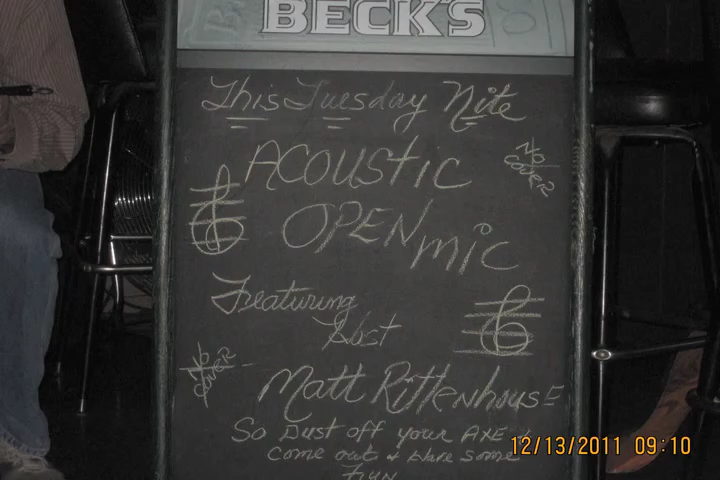 BECK'S
This Tuesday Nite
ACOUStic
NO COVER
OPEN mic
Featuring
Host
NO COVER
Matt RittENhousE
So Dust off your AXE +
come out + Have some
Fun
12/13/2011 09:10